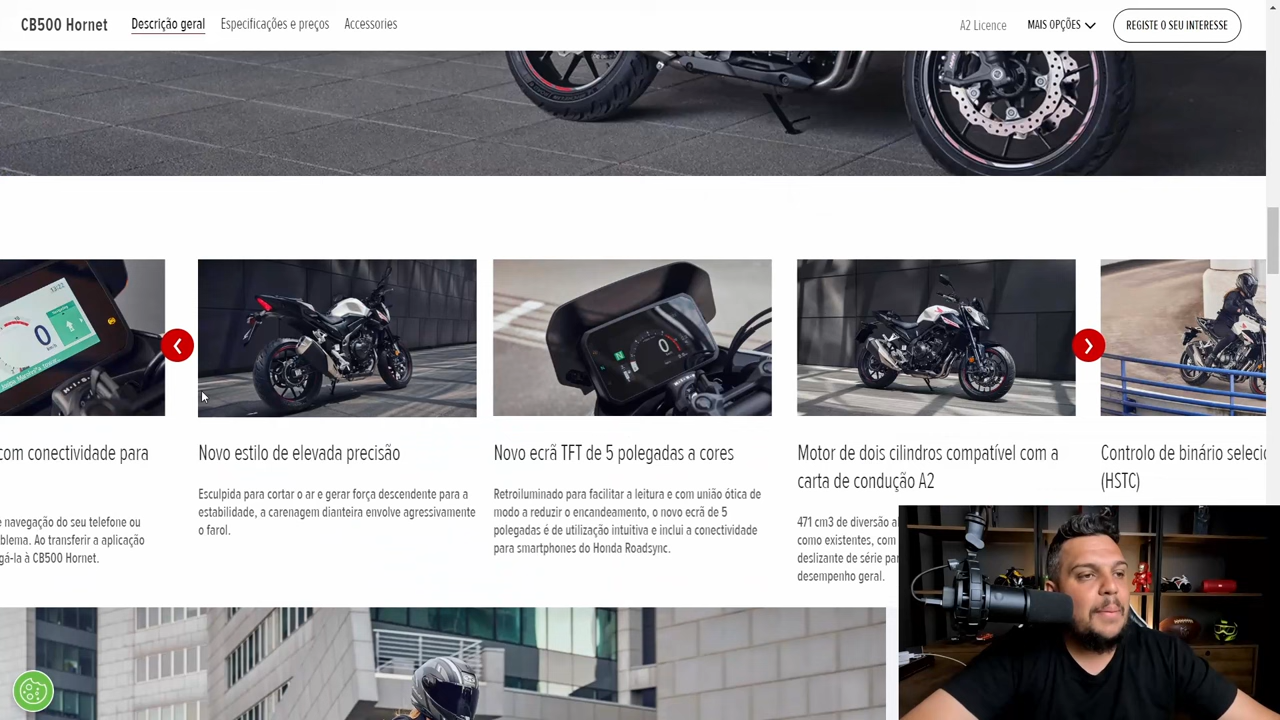 CB500 Hornet
Descrição geral
Especificações e preços
Accessories
A2 Licence
MAIS OPÇÕES
REGISTE O SEU INTERESSE
com conectividade para
e navegação do seu telefone ou
blema. Ao transferir a aplicação
gá-la à CB500 Hornet.
Novo estilo de elevada precisão
Esculpida para cortar o ar e gerar força descendente para a
estabilidade, a carenagem dianteira envolve agressivamente
o farol.
Novo ecrã TFT de 5 polegadas a cores
Retroiluminado para facilitar a leitura e com união ótica de
modo a reduzir o encandeamento, o novo ecrã de 5
polegadas é de utilização intuitiva e inclui a conectividade
para smartphones do Honda Roadsync.
Motor de dois cilindros compatível com a
carta de condução A2
471 cm3 de diversão a
como existentes, com
deslizante de série pa
desempenho geral.
Controlo de binário seleci
(HSTC)